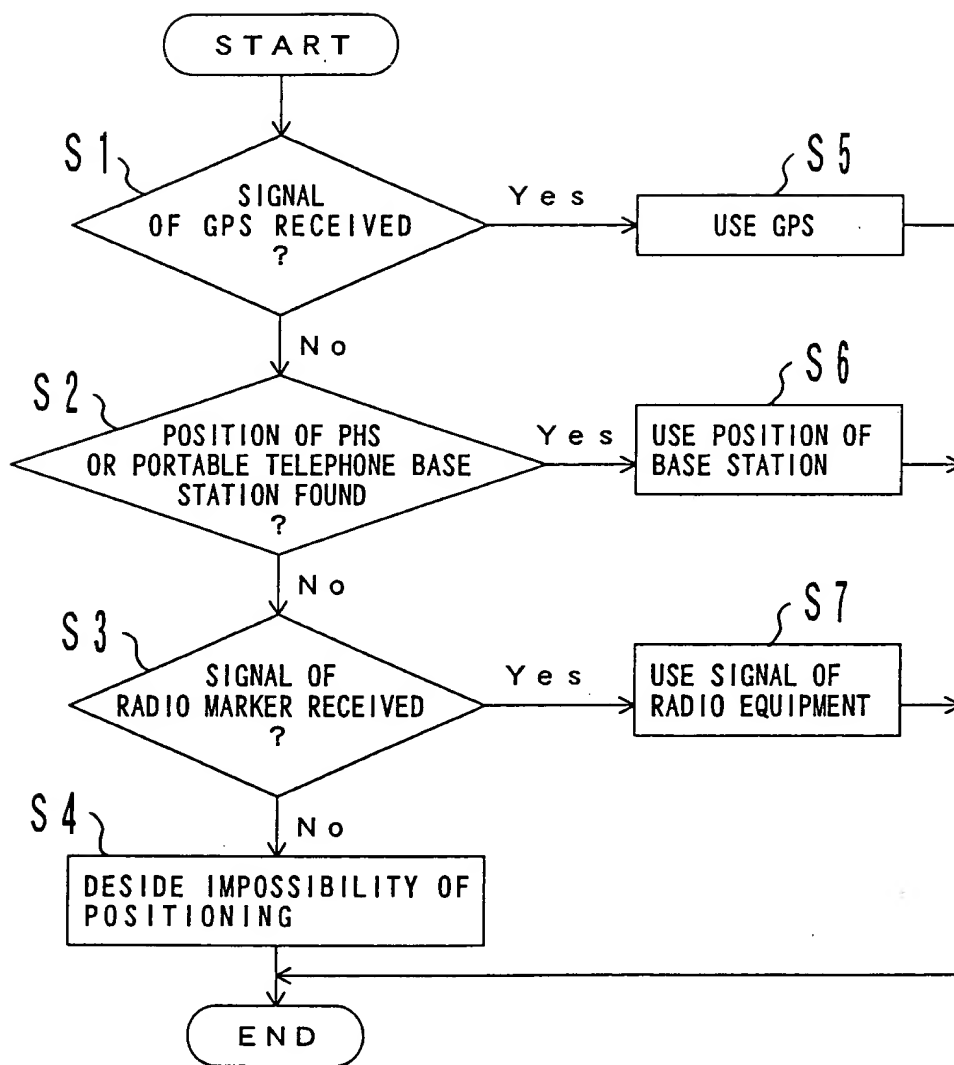 START
S1
SIGNAL
OF GPS RECEIVED
?
Yes
S5
USE GPS
No
S2
POSITION OF PHS
OR PORTABLE TELEPHONE BASE
STATION FOUND
?
Yes
S6
USE POSITION OF
BASE STATION
No
S3
SIGNAL OF
RADIO MARKER RECEIVED
?
Yes
S7
USE SIGNAL OF
RADIO EQUIPMENT
No
S4
DESIDE IMPOSSIBILITY OF
POSITIONING
END